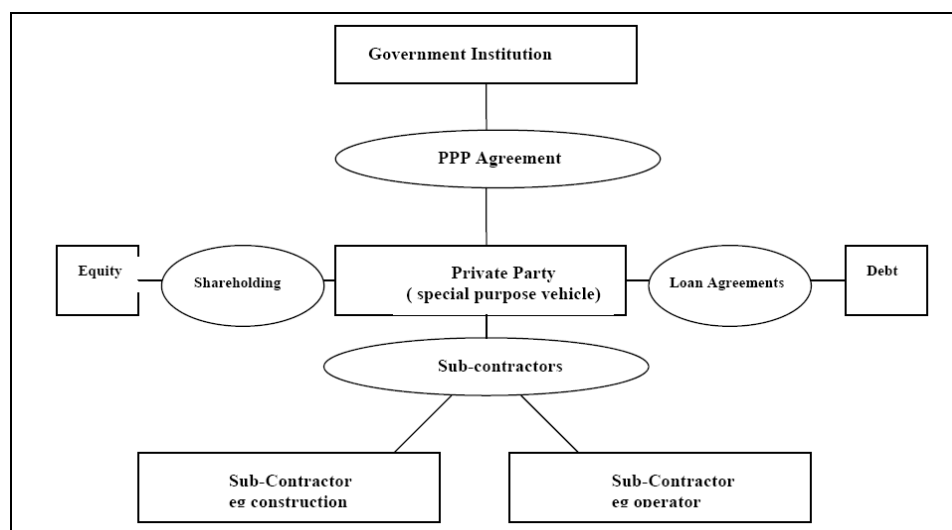 Government Institution
PPP Agreement
Equity
Shareholding
Private Party
( special purpose vehicle)
Loan Agreements
Debt
Sub-contractors
Sub-Contractor
eg construction
Sub-Contractor
eg operator